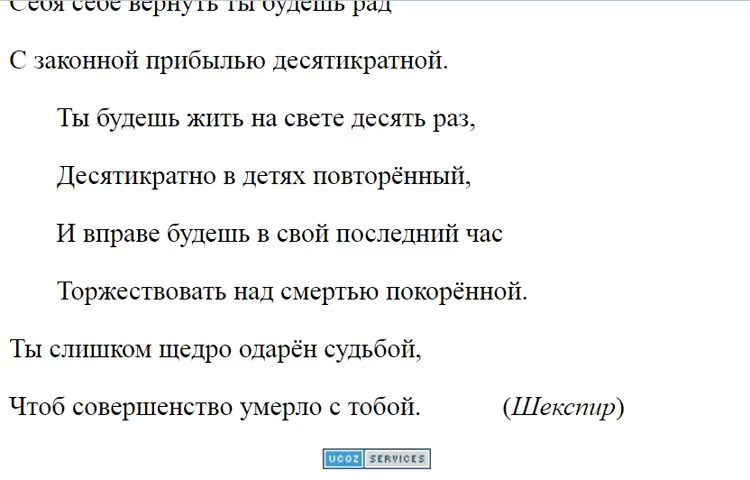 Себя себе вернуть ты будешь рад
С законной прибылью десятикратной.
Ты будешь жить на свете десять раз,
Десятикратно в детях повторённый,
И вправе будешь в свой последний час
Торжествовать над смертью покорённой.
Ты слишком щедро одарён судьбой,
Чтоб совершенство умерло с тобой. (Шекспир)
UCOZ SERVICES